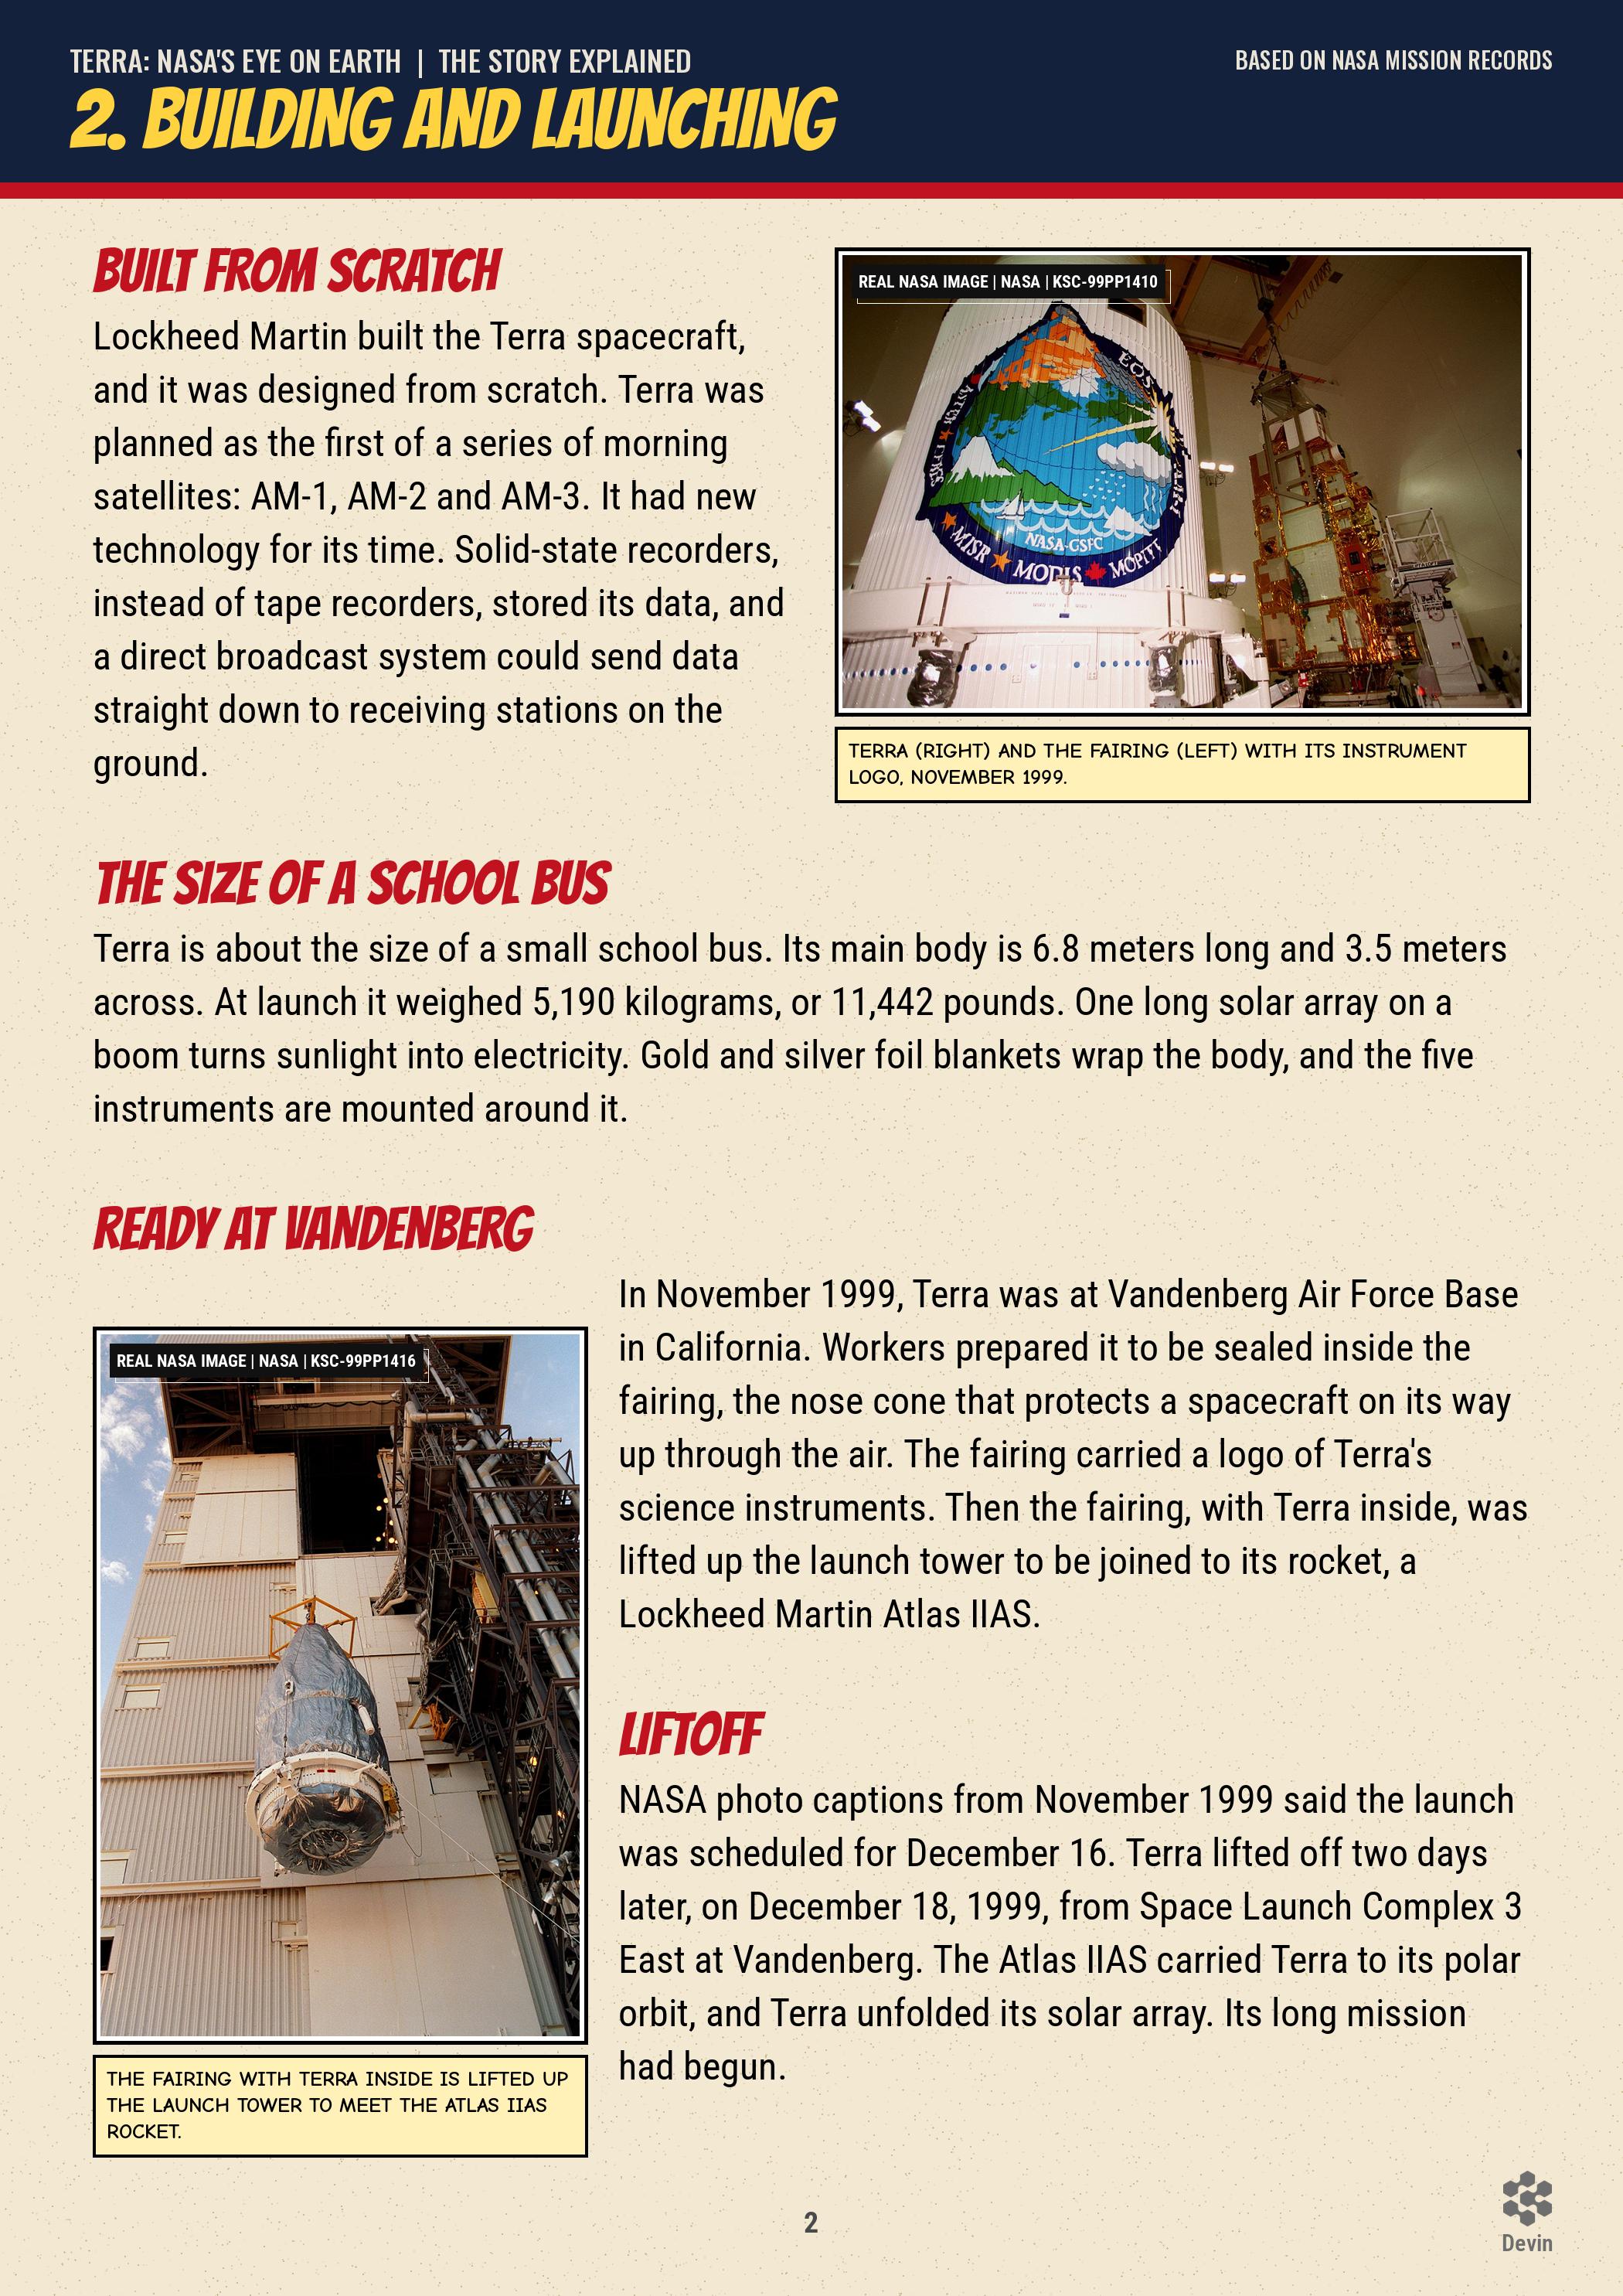 TERRA: NASA'S EYE ON EARTH | THE STORY EXPLAINED
BASED ON NASA MISSION RECORDS
2. BUILDING AND LAUNCHING
BUILT FROM SCRATCH
Lockheed Martin built the Terra spacecraft,
and it was designed from scratch. Terra was
planned as the first of a series of morning
satellites: AM-1, AM-2 and AM-3. It had new
technology for its time. Solid-state recorders,
instead of tape recorders, stored its data, and
a direct broadcast system could send data
straight down to receiving stations on the
ground.
REAL NASA IMAGE | NASA | KSC-99PP1410
EOS
NASA-GSFC
MISR
MODIS
MOPITT
TERRA (RIGHT) AND THE FAIRING (LEFT) WITH ITS INSTRUMENT
LOGO, NOVEMBER 1999.
THE SIZE OF A SCHOOL BUS
Terra is about the size of a small school bus. Its main body is 6.8 meters long and 3.5 meters
across. At launch it weighed 5,190 kilograms, or 11,442 pounds. One long solar array on a
boom turns sunlight into electricity. Gold and silver foil blankets wrap the body, and the five
instruments are mounted around it.
READY AT VANDENBERG
REAL NASA IMAGE | NASA | KSC-99PP1416
THE FAIRING WITH TERRA INSIDE IS LIFTED UP
THE LAUNCH TOWER TO MEET THE ATLAS IIAS
ROCKET.
In November 1999, Terra was at Vandenberg Air Force Base
in California. Workers prepared it to be sealed inside the
fairing, the nose cone that protects a spacecraft on its way
up through the air. The fairing carried a logo of Terra's
science instruments. Then the fairing, with Terra inside, was
lifted up the launch tower to be joined to its rocket, a
Lockheed Martin Atlas IIAS.
LIFTOFF
NASA photo captions from November 1999 said the launch
was scheduled for December 16. Terra lifted off two days
later, on December 18, 1999, from Space Launch Complex 3
East at Vandenberg. The Atlas IIAS carried Terra to its polar
orbit, and Terra unfolded its solar array. Its long mission
had begun.
2
Devin